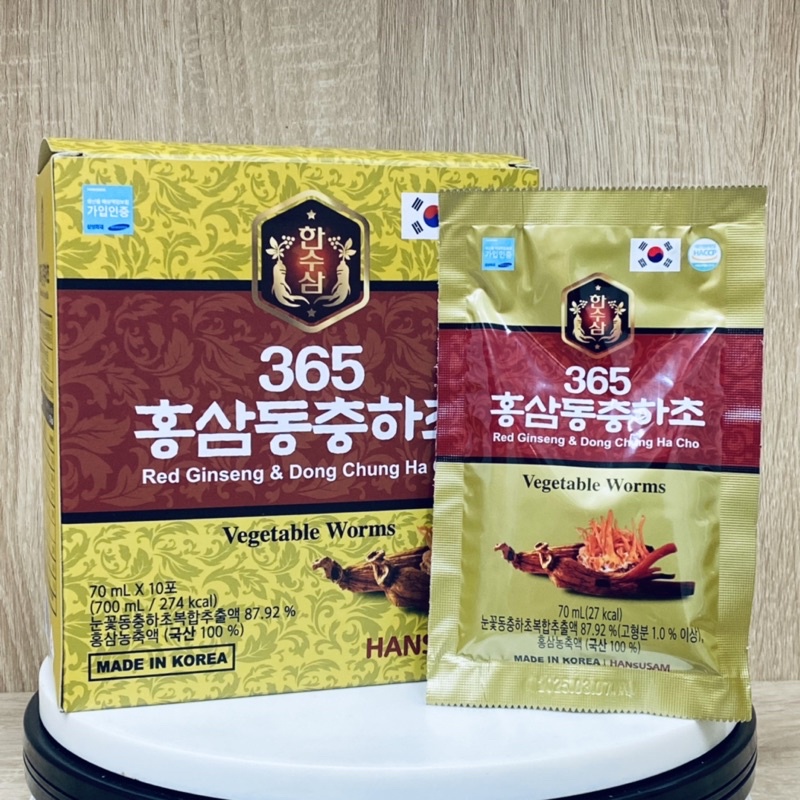 가입인증
한수삼
365
홍삼동충하초
Red Ginseng & Dong Chung Ha
Vegetable Worms
70 mL X 10포
(700 mL / 274 kcal)
눈꽃동충하초복합추출액 87.92 %
홍삼농축액 (국산 100 %)
MADE IN KOREA
HANSUSAM
가입인증
HACCP
한수삼
365
홍삼동충하초
Red Ginseng & Dong Chung Ha Cho
Vegetable Worms
70 mL(27 kcal)
눈꽃동충하초복합추출액 87.92 %(고형분 1.0 % 이상),
홍삼농축액 (국산 100 %)
MADE IN KOREA | HANSUSAM